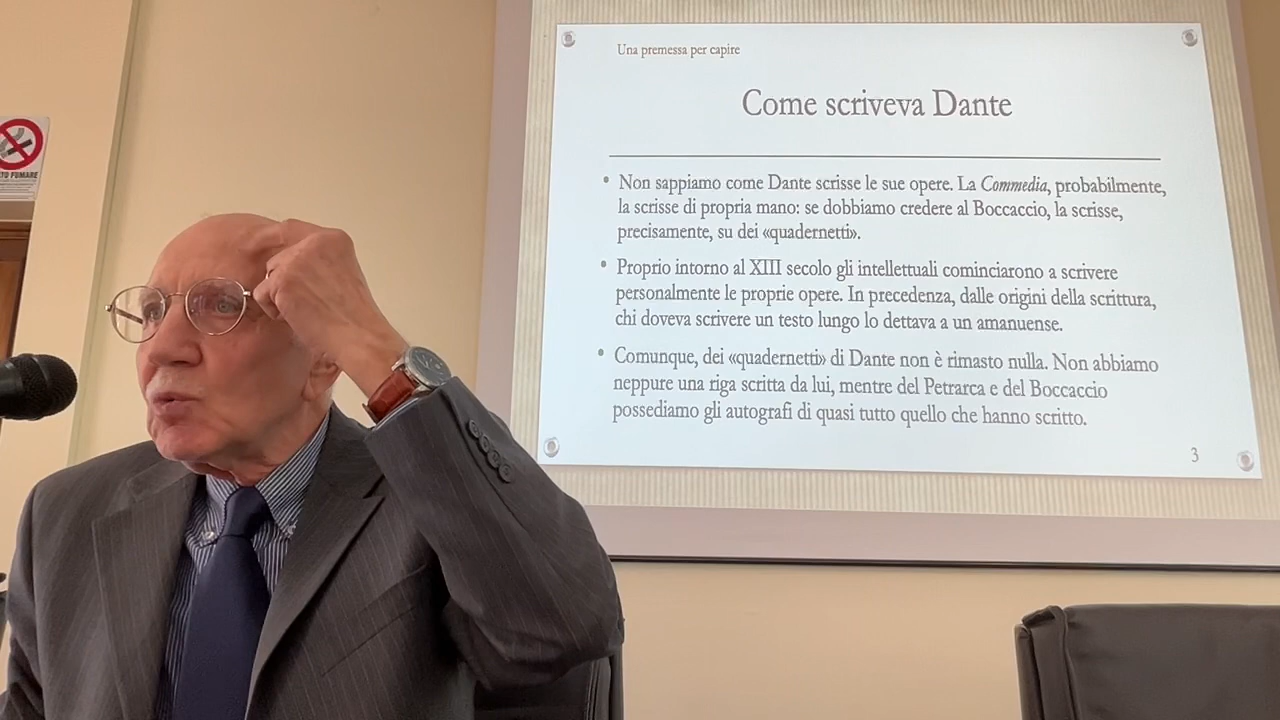 Una premessa per capire
Come scriveva Dante
• Non sappiamo come Dante scrisse le sue opere. La Commedia, probabilmente,
la scrisse di propria mano: se dobbiamo credere al Boccaccio, la scrisse,
precisamente, su dei «quadernetti».
• Proprio intorno al XIII secolo gli intellettuali cominciarono a scrivere
personalmente le proprie opere. In precedenza, dalle origini della scrittura,
chi doveva scrivere un testo lungo lo dettava a un amanuense.
• Comunque, dei «quadernetti» di Dante non è rimasto nulla. Non abbiamo
neppure una riga scritta da lui, mentre del Petrarca e del Boccaccio
possediamo gli autografi di quasi tutto quello che hanno scritto.
3
TO FUMARE